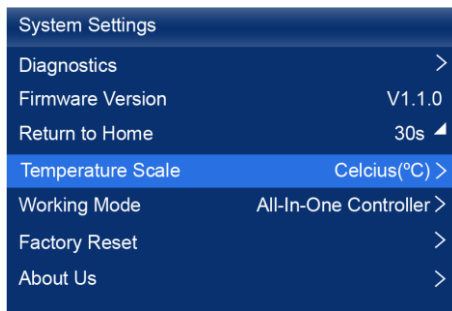 System Settings
Diagnostics >
Firmware Version V1.1.0
Return to Home 30s
Temperature Scale Celcius(ºC) >
Working Mode All-In-One Controller >
Factory Reset >
About Us >